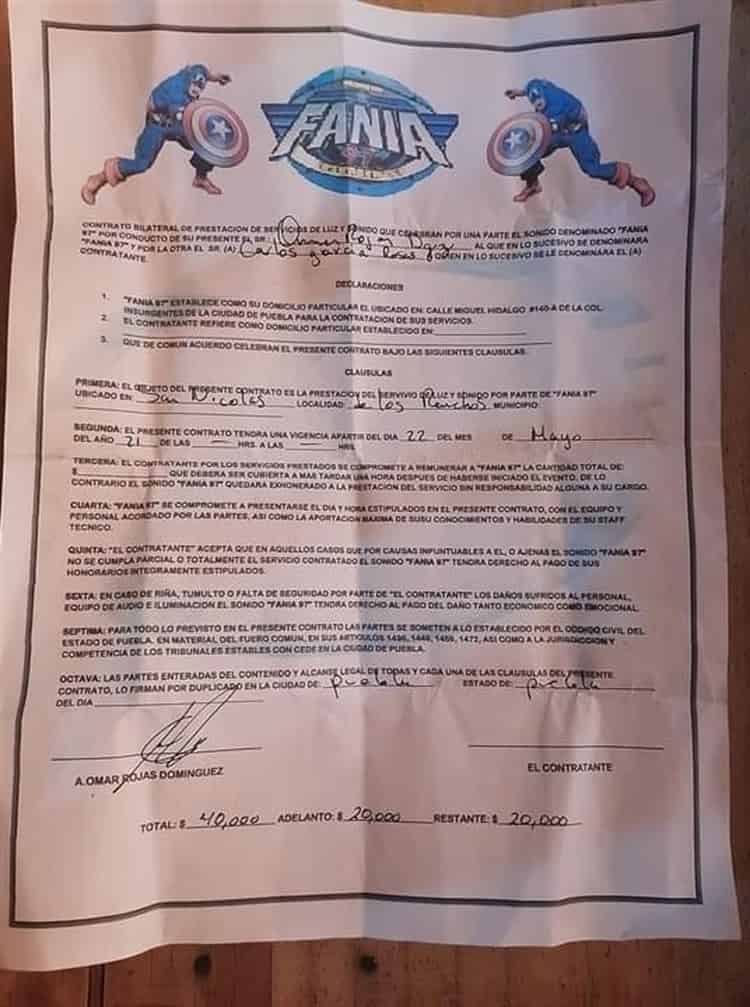 FANIA
CONTRATO BILATERAL DE PRESTACION DE SERVICIOS DE LUZ Y SONIDO QUE CELEBRAN POR UNA PARTE EL SONIDO DENOMINADO "FANIA
97" POR CONDUCTO DE SU PRESENTE EL SR: Omar Rojas AL QUE EN LO SUCESIVO SE DENOMINARA
"FANIA 97" Y POR LA OTRA EL SR. (A) Carlos garcia Rosas QUIEN EN LO SUCESIVO SE LE DENOMINARA EL (A)
CONTRATANTE.
DECLARACIONES
1. "FANIA 97" ESTABLECE COMO SU DOMICILIO PARTICULAR EL UBICADO EN: CALLE MIGUEL HIDALGO #140-A DE LA COL.
INSURGENTES DE LA CIUDAD DE PUEBLA PARA LA CONTRATACION DE SUS SERVICIOS.
2. EL CONTRATANTE REFIERE COMO DOMICILIO PARTICULAR ESTABLECIDO EN:
3. QUE DE COMUN ACUERDO CELEBRAN EL PRESENTE CONTRATO BAJO LAS SIGUIENTES CLAUSULAS.
CLAUSULAS
PRIMERA: EL OBJETO DEL PRESENTE CONTRATO ES LA PRESTACION DEL SERVIVIO DE LUZ Y SONIDO POR PARTE DE "FANIA 97"
UBICADO EN: San Nicolas LOCALIDAD: de los Ranchos MUNICIPIO:
SEGUNDA: EL PRESENTE CONTRATO TENDRA UNA VIGENCIA APARTIR DEL DIA 22 DEL MES DE Mayo
DEL AÑO 21 DE LAS — HRS. A LAS — HRS.
TERCERA: EL CONTRATANTE POR LOS SERVICIOS PRESTADOS SE COMPROMETE A REMUNERAR A "FANIA 97" LA CANTIDAD TOTAL DE:
$ QUE DEBERA SER CUBIERTA A MAS TARDAR UNA HORA DESPUES DE HABERSE INICIADO EL EVENTO, DE LO
CONTRARIO EL SONIDO "FANIA 97" QUEDARA EXHONERADO A LA PRESTACION DEL SERVICIO SIN RESPONSABILIDAD ALGUNA A SU CARGO.
CUARTA: "FANIA 97" SE COMPROMETE A PRESENTARSE EL DIA Y HORA ESTIPULADOS EN EL PRESENTE CONTRATO, CON EL EQUIPO Y
PERSONAL ACORDADO POR LAS PARTES, ASI COMO LA APORTACION MAXIMA DE SUSU CONOCIMIENTOS Y HABILIDADES DE SU STAFF
TECNICO.
QUINTA: "EL CONTRATANTE" ACEPTA QUE EN AQUELLOS CASOS QUE POR CAUSAS INPUNTUABLES A EL, O AJENAS EL SONIDO "FANIA 97"
NO SE CUMPLA PARCIAL O TOTALMENTE EL SERVICIO CONTRATADO EL SONIDO "FANIA 97" TENDRA DERECHO AL PAGO DE SUS
HONORARIOS INTEGRAMENTE ESTIPULADOS.
SEXTA: EN CASO DE RIÑA, TUMULTO O FALTA DE SEGURIDAD POR PARTE DE "EL CONTRATANTE" LOS DAÑOS SUFRIDOS AL PERSONAL,
EQUIPO DE AUDIO E ILUMINACION EL SONIDO "FANIA 97" TENDRA DERECHO AL PAGO DEL DAÑO TANTO ECONOMICO COMO EMOCIONAL.
SEPTIMA: PARA TODO LO PREVISTO EN EL PRESENTE CONTRATO LAS PARTES SE SOMETEN A LO ESTABLECIDO POR EL CODIGO CIVIL DEL
ESTADO DE PUEBLA. EN MATERIAL DEL FUERO COMUN, EN SUS ARTICULOS 1472, ASI COMO A LA JURISDICCION Y
COMPETENCIA DE LOS TRIBUNALES ESTABLES CON CEDE EN LA CIUDAD DE PUEBLA.
OCTAVA: LAS PARTES ENTERADAS DEL CONTENIDO Y ALCANSE LEGAL DE TODAS Y CADA UNA DE LAS CLAUSULAS DEL PRESENTE
CONTRATO, LO FIRMAN POR DUPLICADO EN LA CIUDAD DE: puebla ESTADO DE: puebla
DEL DIA
A.OMAR ROJAS DOMINGUEZ
EL CONTRATANTE
TOTAL: $ 40,000 ADELANTO: $ 20,000 RESTANTE: $ 20,000